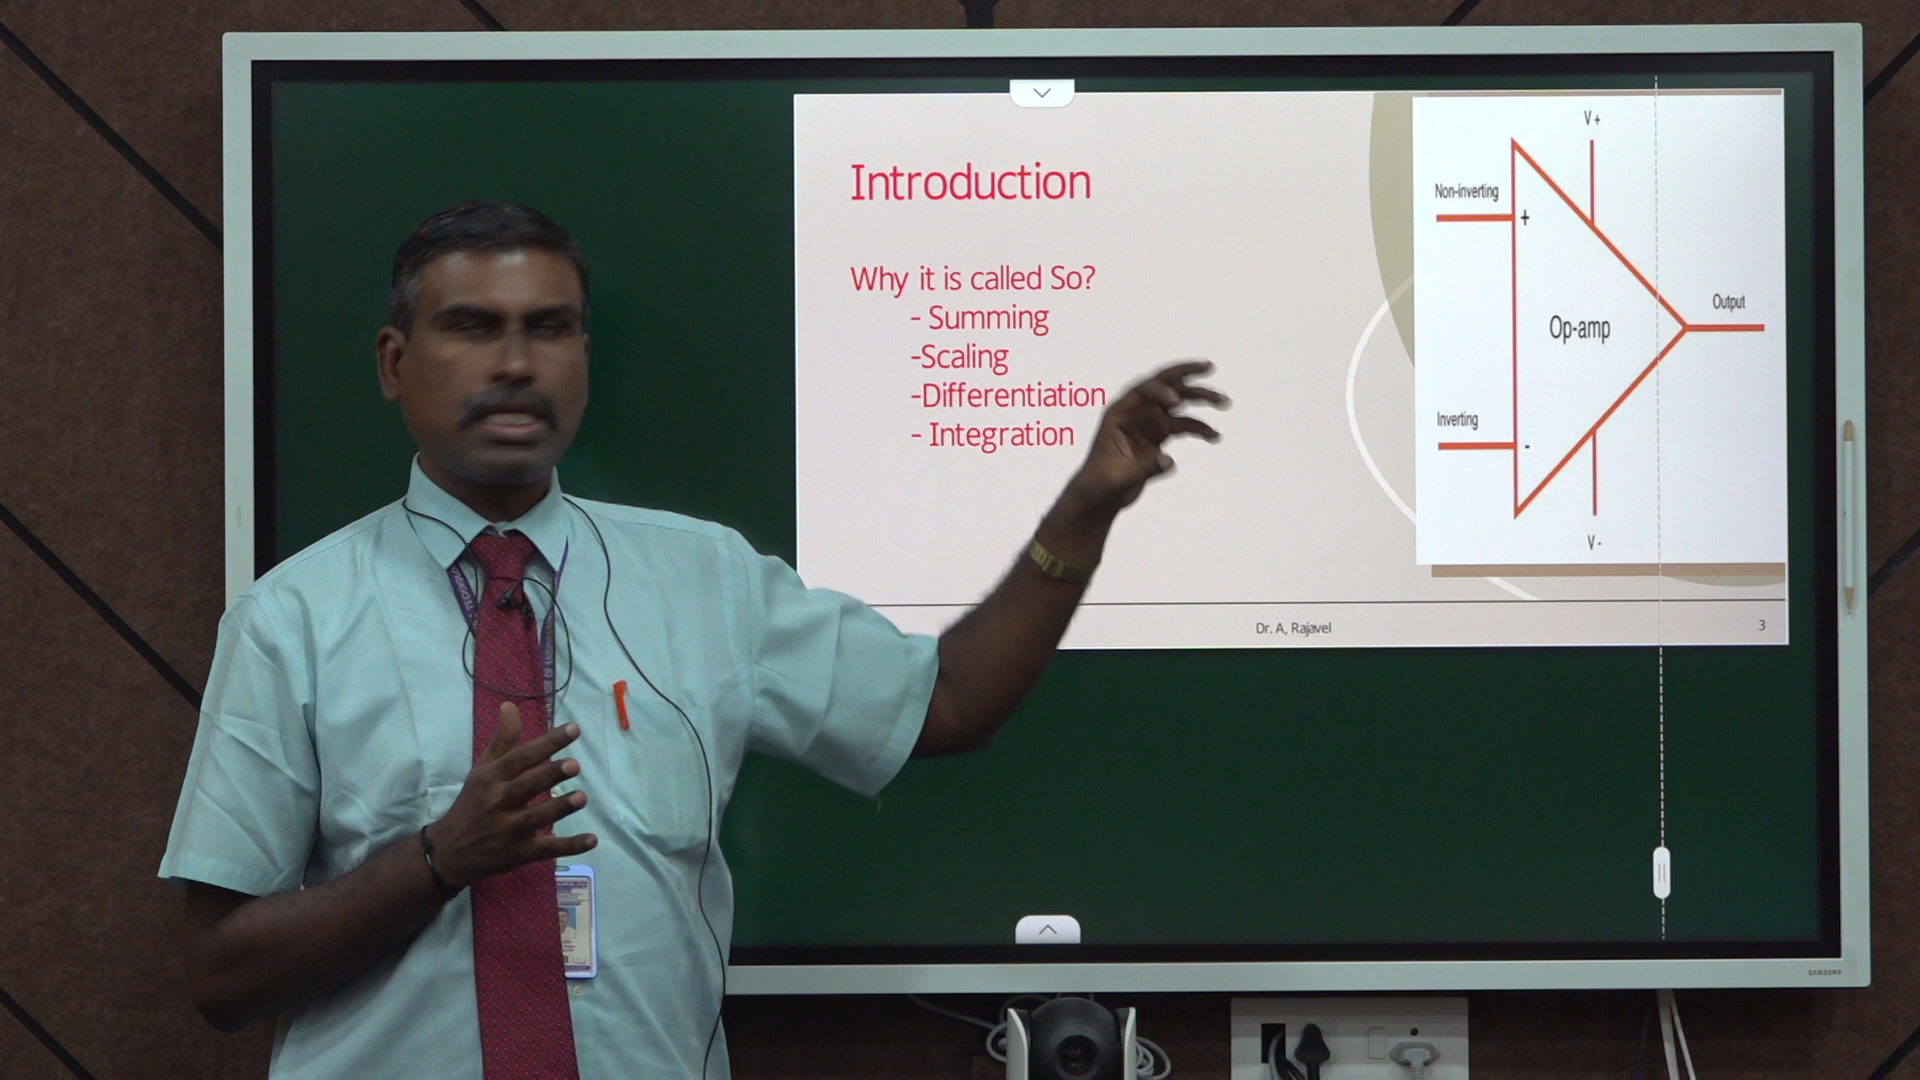 Introduction
Why it is called So?
- Summing
-Scaling
-Differentiation
- Integration
V+
Non-inverting
+
Op-amp
Output
Inverting
-
V-
Dr. A, Rajavel
3
SAMSUNG